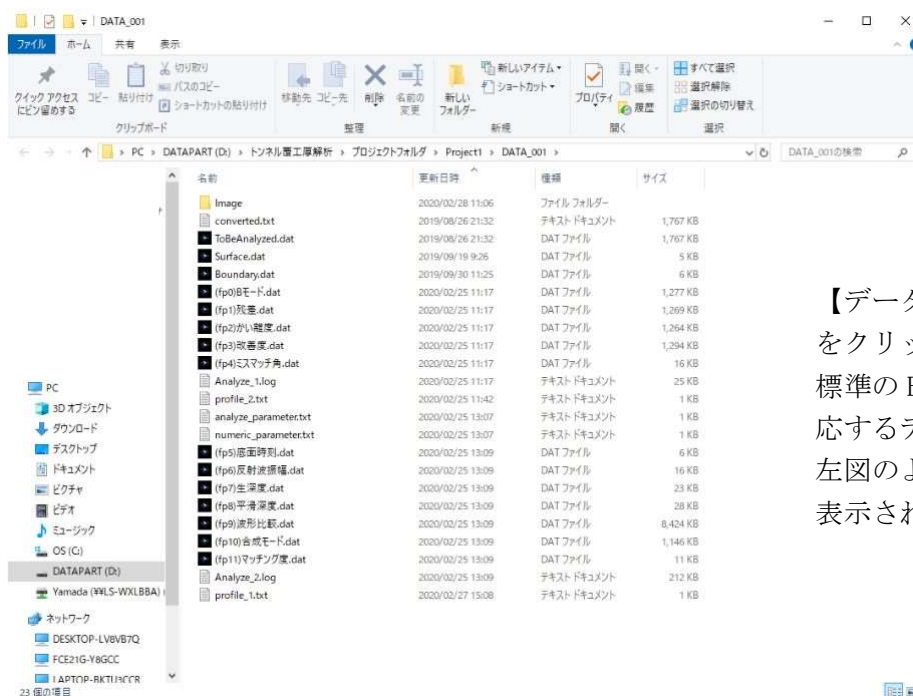 DATA_001
ファイル ホーム 共有 表示
クイック アクセスにピン留めする
コピー
貼り付け
切り取り
パスのコピー
ショートカットの貼り付け
クリップボード
移動先
コピー先
削除
名前の変更
整理
新しいフォルダー
新しいアイテム
ショートカット
新規
プロパティ
開く
編集
履歴
開く
すべて選択
選択解除
選択の切り替え
選択
PC > DATAPART (D:) > トンネル覆工厚解析 > プロジェクトフォルダ > Project1 > DATA_001 >
DATA_001の検索
名前 更新日時 種類 サイズ
Image 2020/02/28 11:06 ファイル フォルダー
converted.txt 2019/08/26 21:32 テキスト ドキュメント 1,767 KB
ToBeAnalyzed.dat 2019/08/26 21:32 DAT ファイル 1,767 KB
Surface.dat 2019/09/19 9:26 DAT ファイル 5 KB
Boundary.dat 2019/09/30 11:25 DAT ファイル 6 KB
(fp0)Bモード.dat 2020/02/25 11:17 DAT ファイル 1,277 KB
(fp1)残差.dat 2020/02/25 11:17 DAT ファイル 1,269 KB
(fp2)かい離度.dat 2020/02/25 11:17 DAT ファイル 1,264 KB
(fp3)改善度.dat 2020/02/25 11:17 DAT ファイル 1,294 KB
(fp4)ミスマッチ角.dat 2020/02/25 11:17 DAT ファイル 16 KB
Analyze_1.log 2020/02/25 11:17 テキスト ドキュメント 25 KB
profile_2.txt 2020/02/25 11:42 テキスト ドキュメント 1 KB
analyze_parameter.txt 2020/02/25 13:07 テキスト ドキュメント 1 KB
numeric_parameter.txt 2020/02/25 13:07 テキスト ドキュメント 1 KB
(fp5)底面時刻.dat 2020/02/25 13:09 DAT ファイル 6 KB
(fp6)反射波振幅.dat 2020/02/25 13:09 DAT ファイル 16 KB
(fp7)生深度.dat 2020/02/25 13:09 DAT ファイル 23 KB
(fp8)平滑深度.dat 2020/02/25 13:09 DAT ファイル 28 KB
(fp9)波形比較.dat 2020/02/25 13:09 DAT ファイル 8,424 KB
(fp10)合成モード.dat 2020/02/25 13:09 DAT ファイル 1,146 KB
(fp11)マッチング度.dat 2020/02/25 13:09 DAT ファイル 11 KB
Analyze_2.log 2020/02/25 13:09 テキスト ドキュメント 212 KB
profile_1.txt 2020/02/27 15:08 テキスト ドキュメント 1 KB
PC
3D オブジェクト
ダウンロード
デスクトップ
ドキュメント
ピクチャ
ビデオ
ミュージック
OS (C:)
DATAPART (D:)
Yamada (¥¥LS-WXLBBA)
ネットワーク
DESKTOP-LV8VB7Q
FCE21G-Y8GCC
LAPTOP-BKTU3CCR
23 個の項目
【データ
をクリッ
標準の
応するデ
左図のよ
表示され